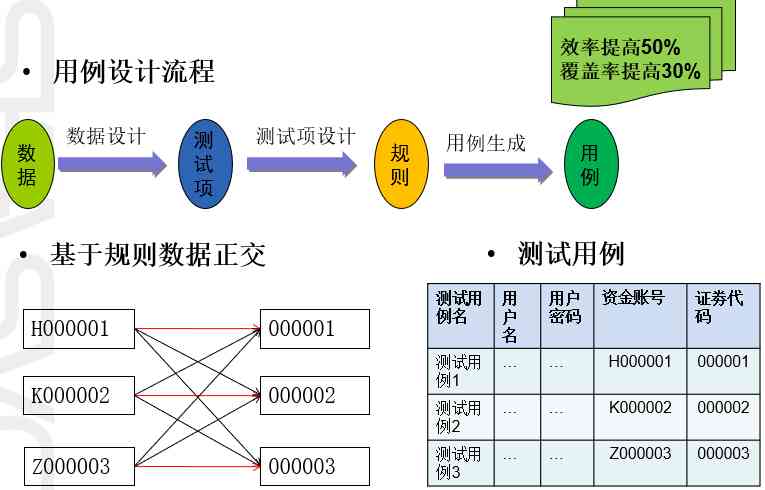 效率提高50%
覆盖率提高30%
• 用例设计流程
数据
数据设计
测试项
测试项设计
规则
用例生成
用例
• 基于规则数据正交
H000001
000001
K000002
000002
Z000003
000003
• 测试用例
测试用例名 用户名 用户密码 资金账号 证券代码
测试用例1 … … H000001 000001
测试用例2 … … K000002 000002
测试用例3 … … Z000003 000003